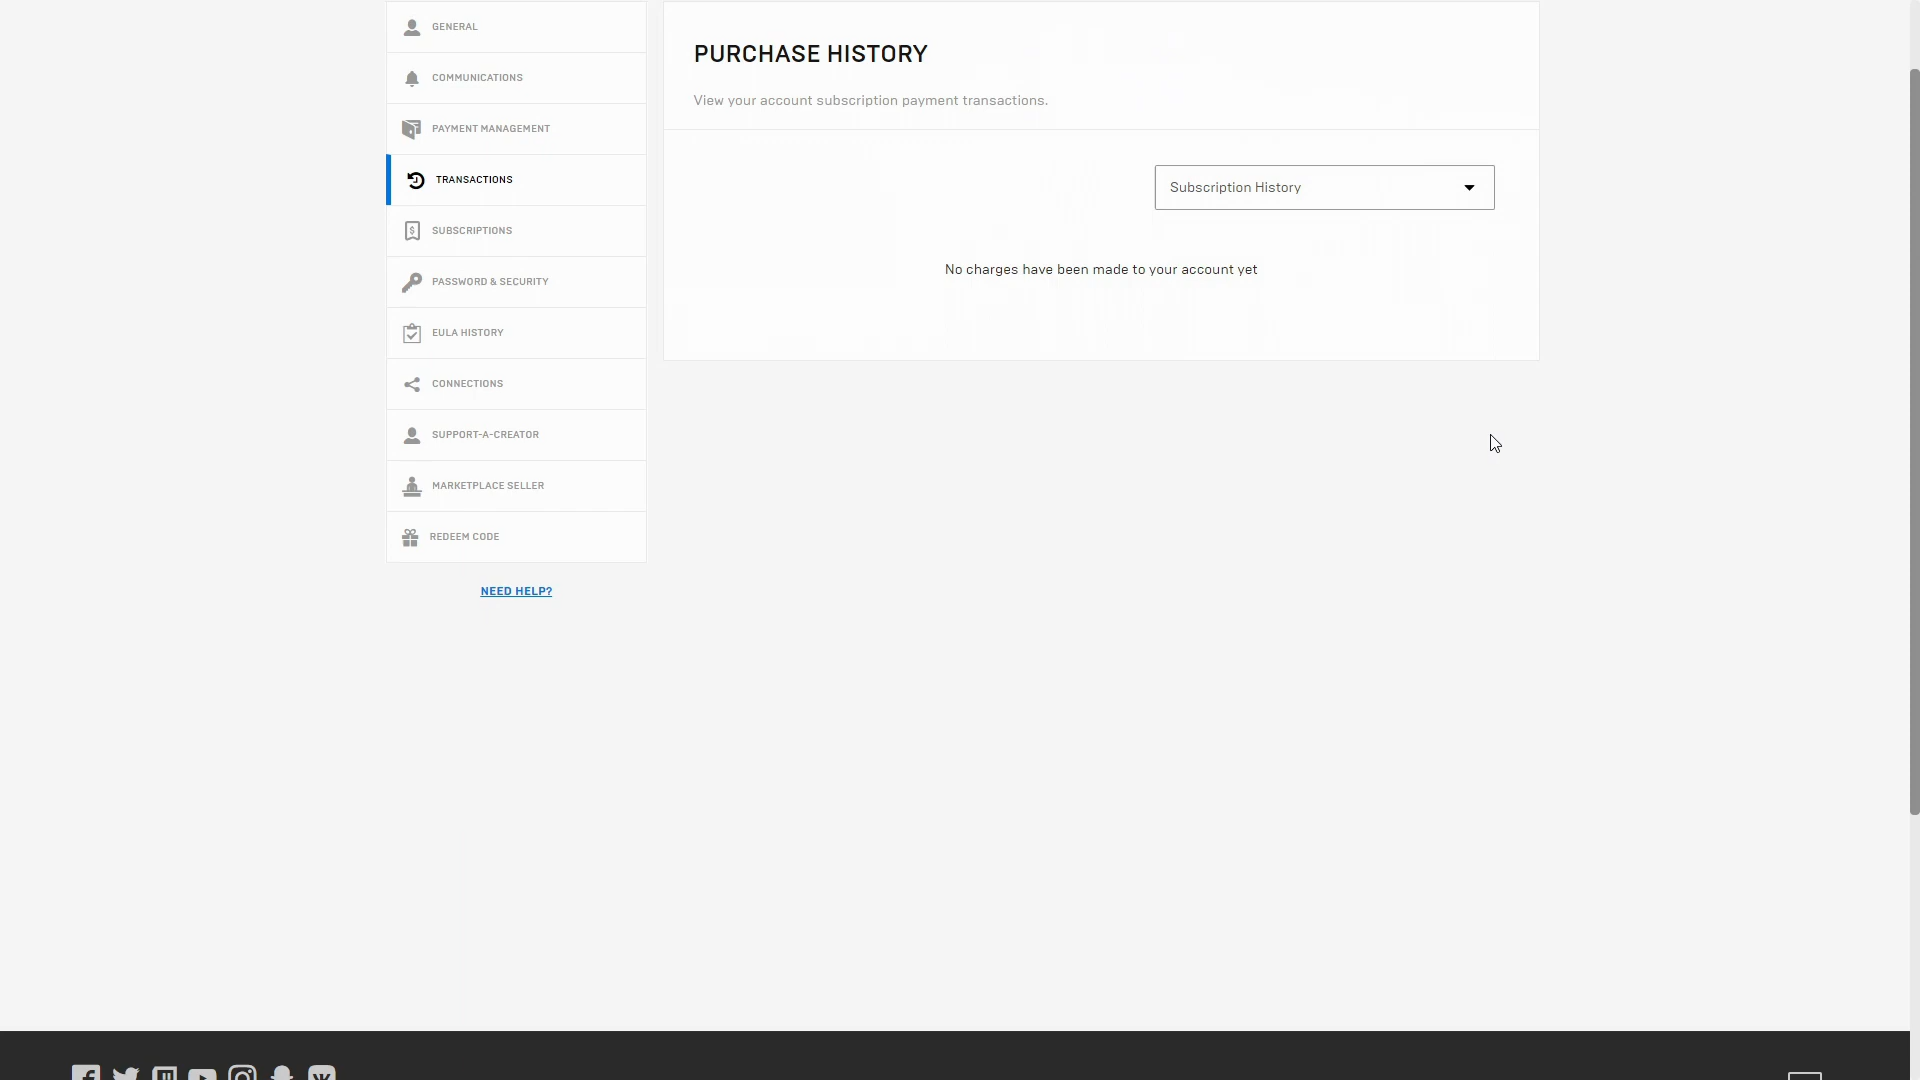 GENERAL
COMMUNICATIONS
PAYMENT MANAGEMENT
TRANSACTIONS
SUBSCRIPTIONS
PASSWORD & SECURITY
EULA HISTORY
CONNECTIONS
SUPPORT-A-CREATOR
MARKETPLACE SELLER
REDEEM CODE
NEED HELP?
PURCHASE HISTORY
View your account subscription payment transactions.
Subscription History
No charges have been made to your account yet